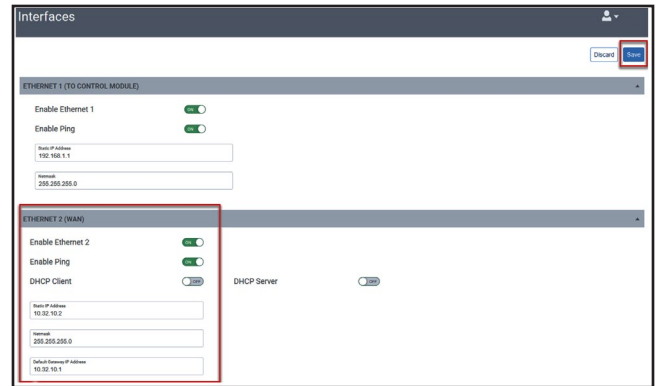 Interfaces
Discard Save
ETHERNET 1 (TO CONTROL MODULE)
Enable Ethernet 1 ON
Enable Ping ON
Static IP Address
192.168.1.1
Netmask
255.255.255.0
ETHERNET 2 (WAN)
Enable Ethernet 2 ON
Enable Ping ON
DHCP Client OFF DHCP Server OFF
Static IP Address
10.32.10.2
Netmask
255.255.255.0
Default Gateway IP Address
10.32.10.1